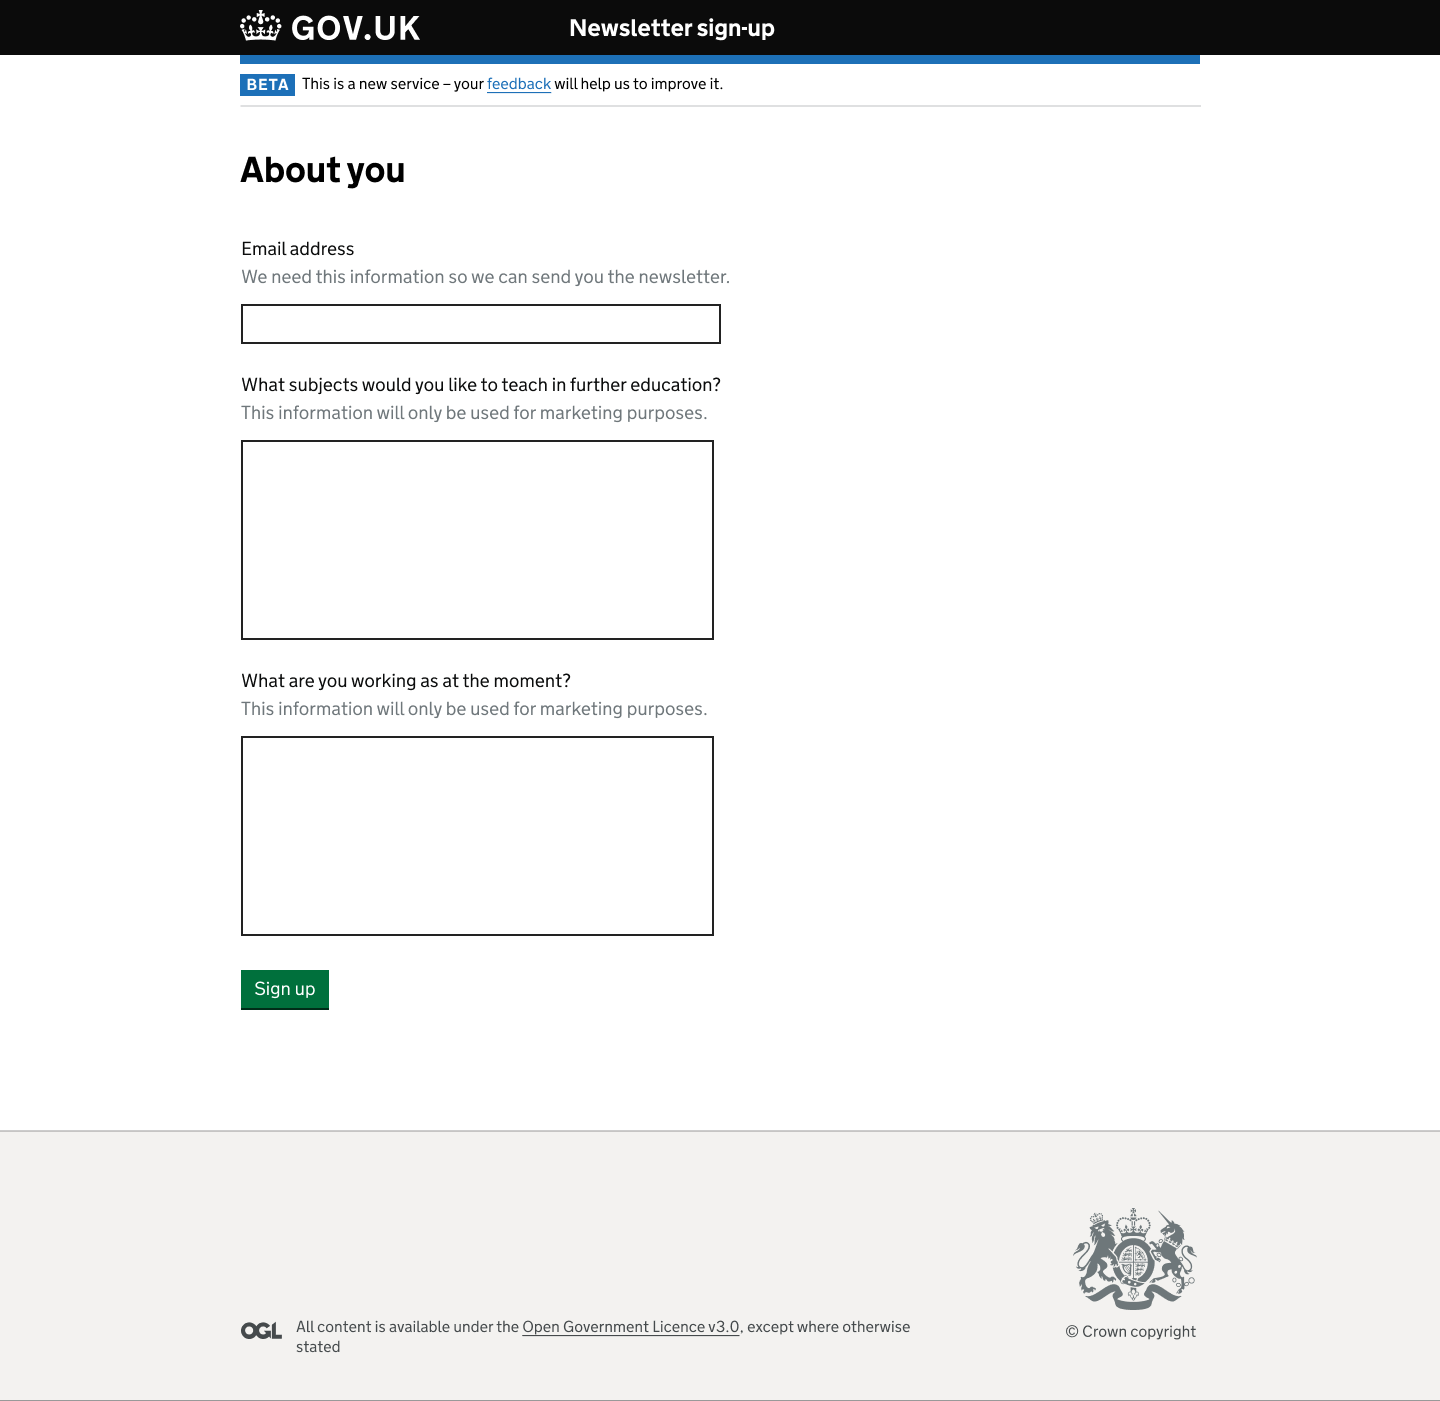 GOV.UK
Newsletter sign-up
BETA This is a new service – your feedback will help us to improve it.
About you
Email address
We need this information so we can send you the newsletter.
What subjects would you like to teach in further education?
This information will only be used for marketing purposes.
What are you working as at the moment?
This information will only be used for marketing purposes.
Sign up
OGL All content is available under the Open Government Licence v3.0, except where otherwise
stated
© Crown copyright